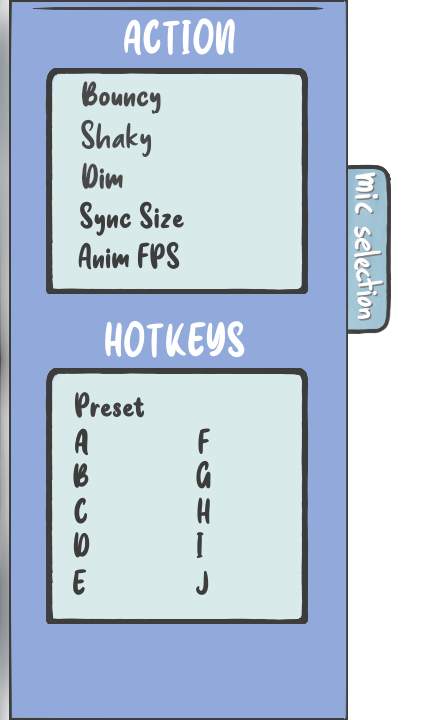 ACTION
Bouncy
Shaky
Dim
Sync Size
Anim FPS
mic selection
HOTKEYS
Preset
A F
B G
C H
D I
E J